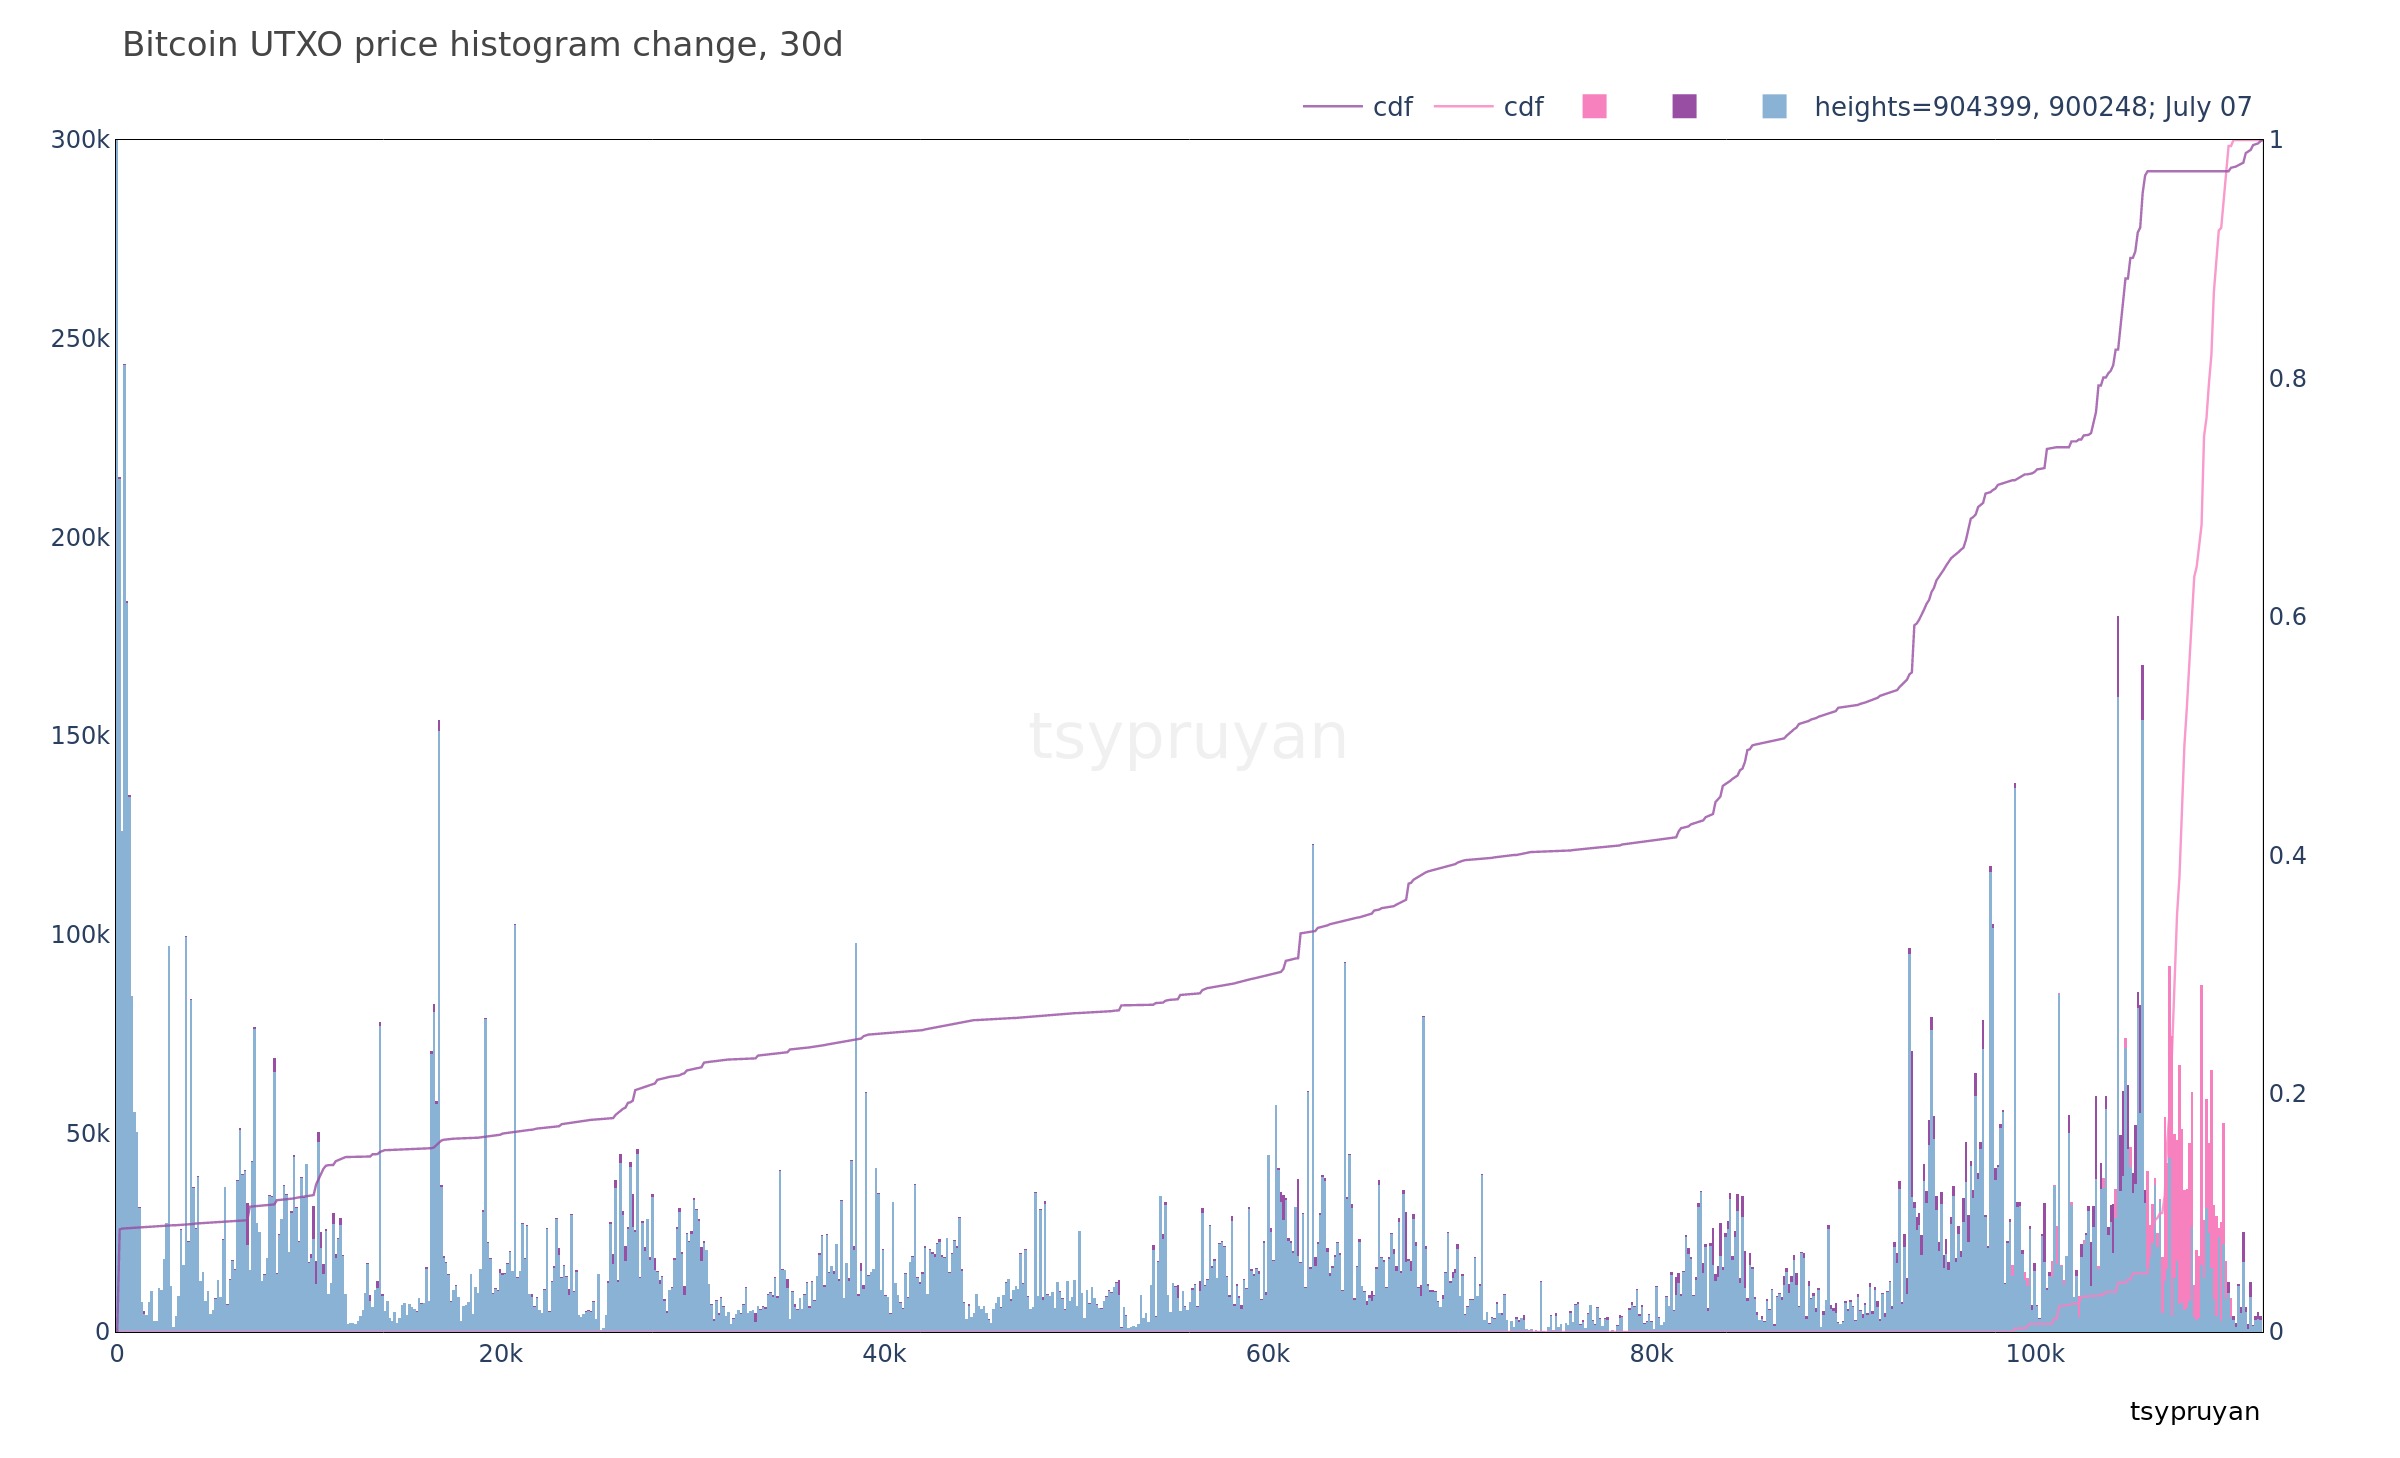 Bitcoin UTXO price histogram change, 30d
cdf cdf heights=904399, 900248; July 07
300k
250k
200k
150k
100k
50k
0
1
0.8
0.6
0.4
0.2
0
tsypruyan
0 20k 40k 60k 80k 100k
tsypruyan